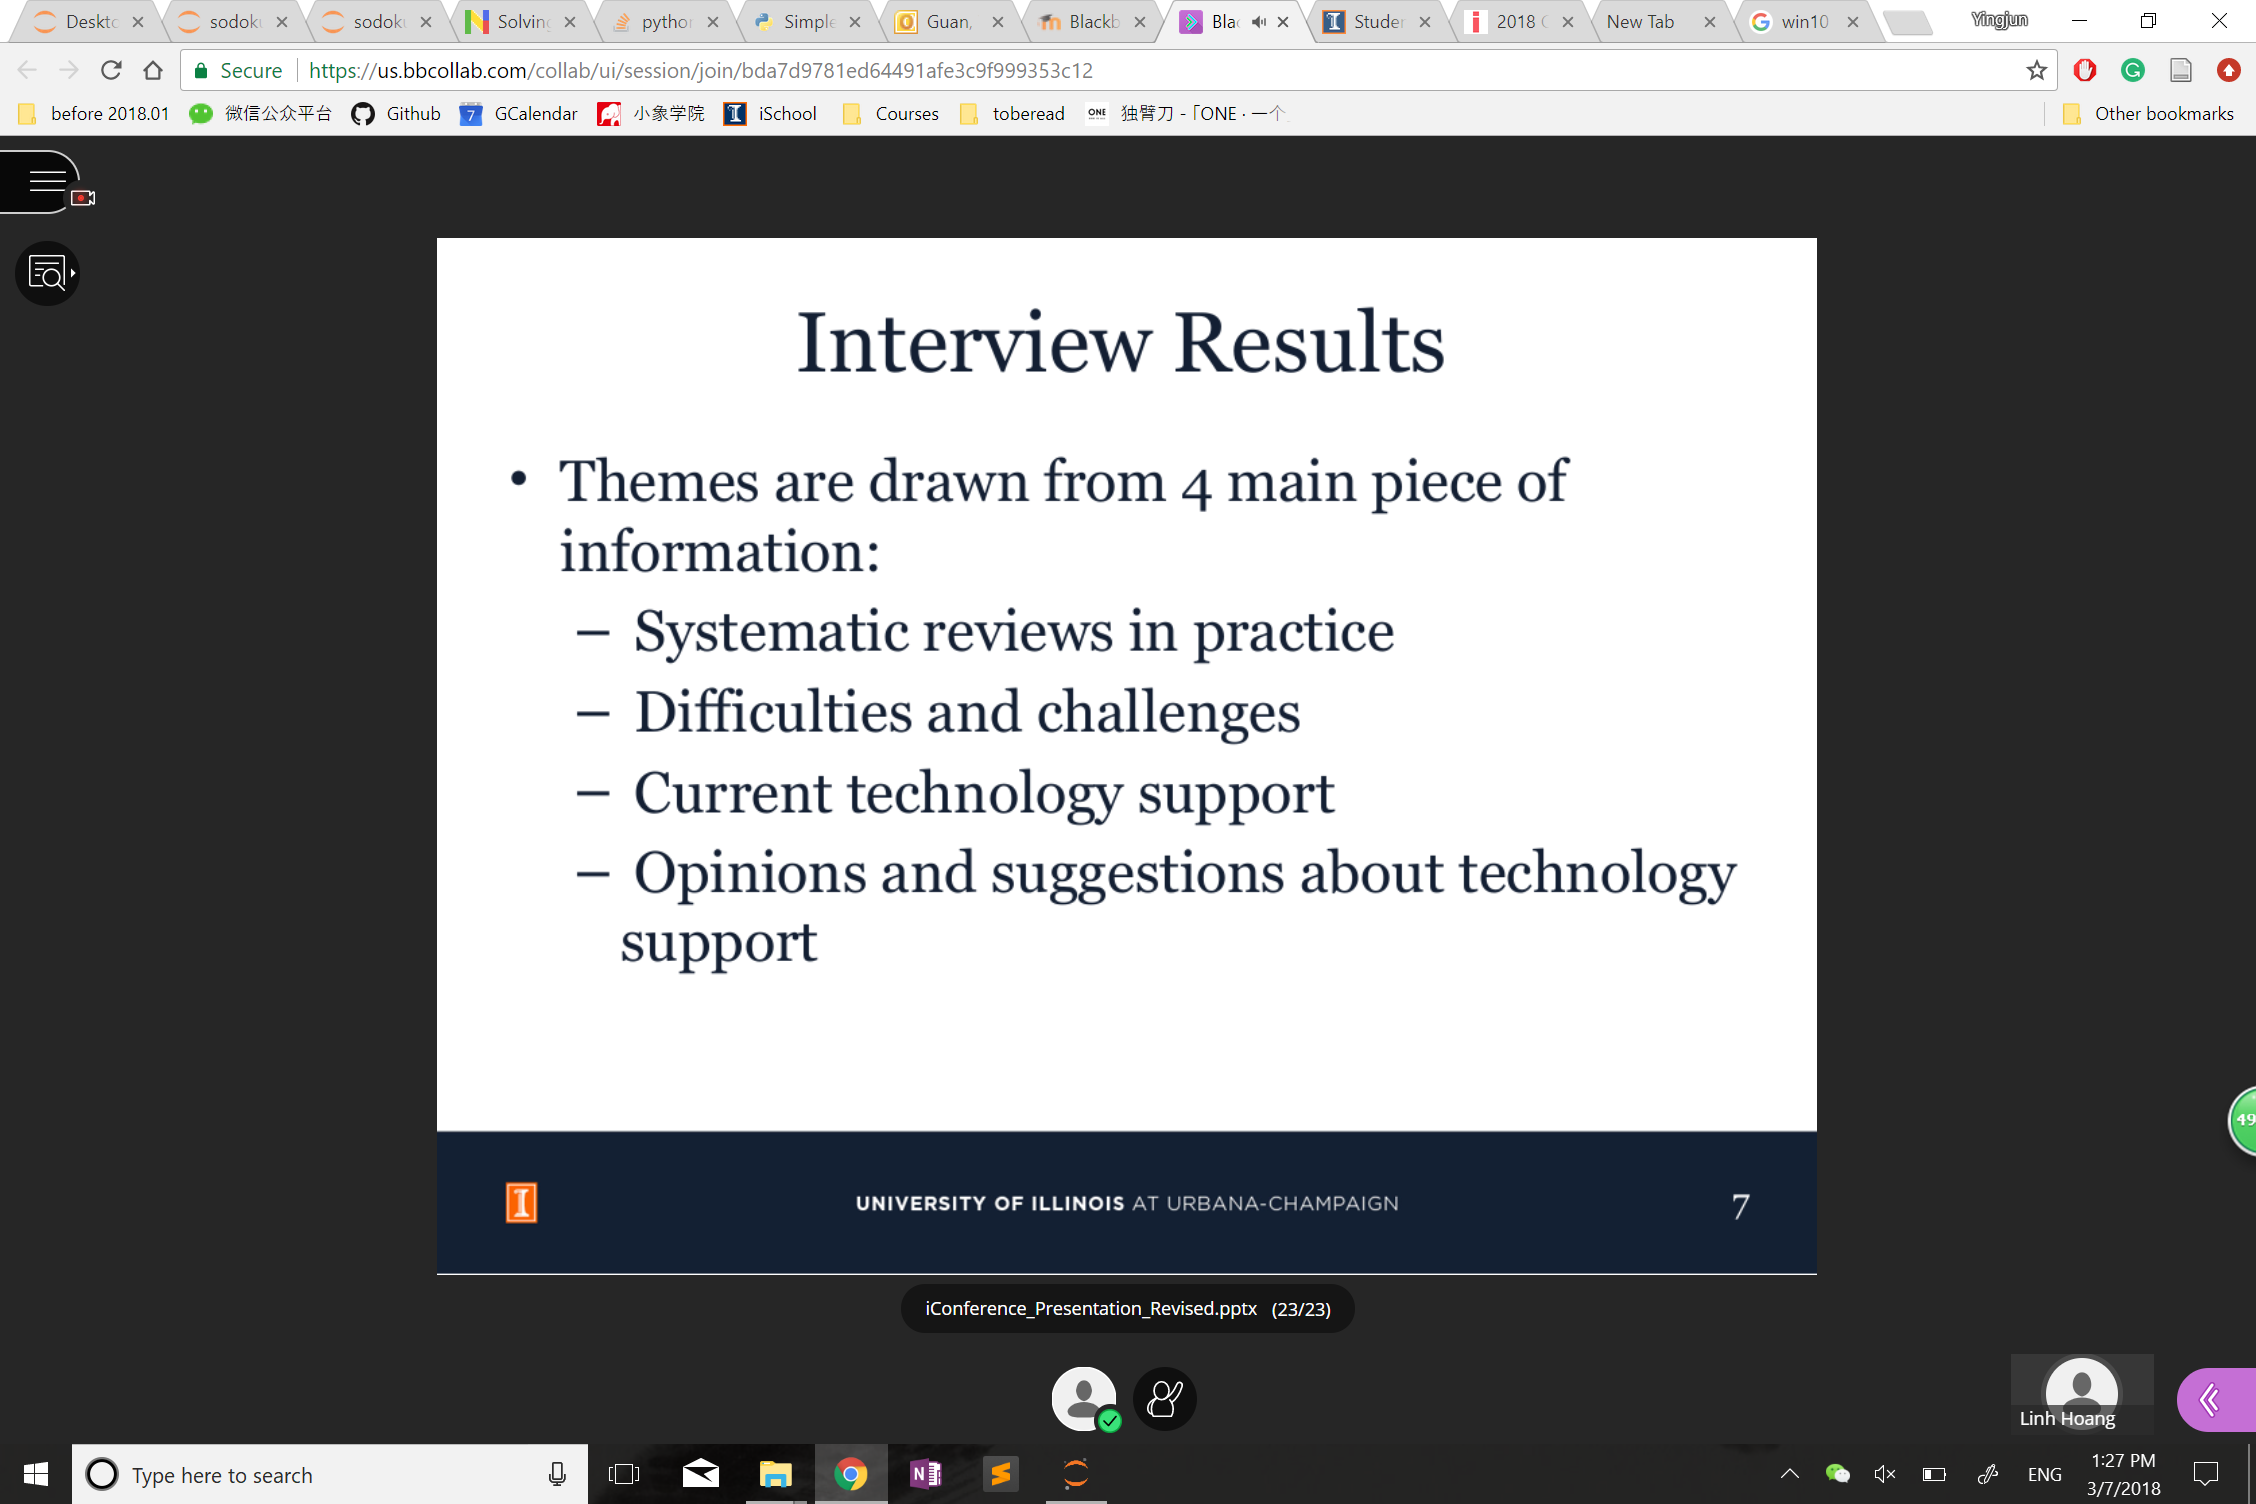 Deskto
sodoku
sodoku
Solving
python
Simple
Guan,
Blackb
Bla
Studen
2018 C
New Tab
win10
Yingjun
Secure
https://us.bbcollab.com/collab/ui/session/join/bda7d9781ed64491afe3c9f999353c12
before 2018.01
微信公众平台
Github
7
GCalendar
小象学院
iSchool
Courses
toberead
ONE
独臂刀 -「ONE · 一个
Other bookmarks
Interview Results
• Themes are drawn from 4 main piece of
information:
– Systematic reviews in practice
– Difficulties and challenges
– Current technology support
– Opinions and suggestions about technology
support
UNIVERSITY OF ILLINOIS AT URBANA-CHAMPAIGN
7
49
iConference_Presentation_Revised.pptx (23/23)
Linh Hoang
Type here to search
ENG
1:27 PM
3/7/2018